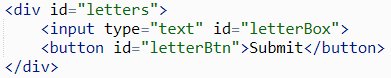 <div id="letters">
    <input type="text" id="letterBox">
    <button id="letterBtn">Submit</button>
</div>